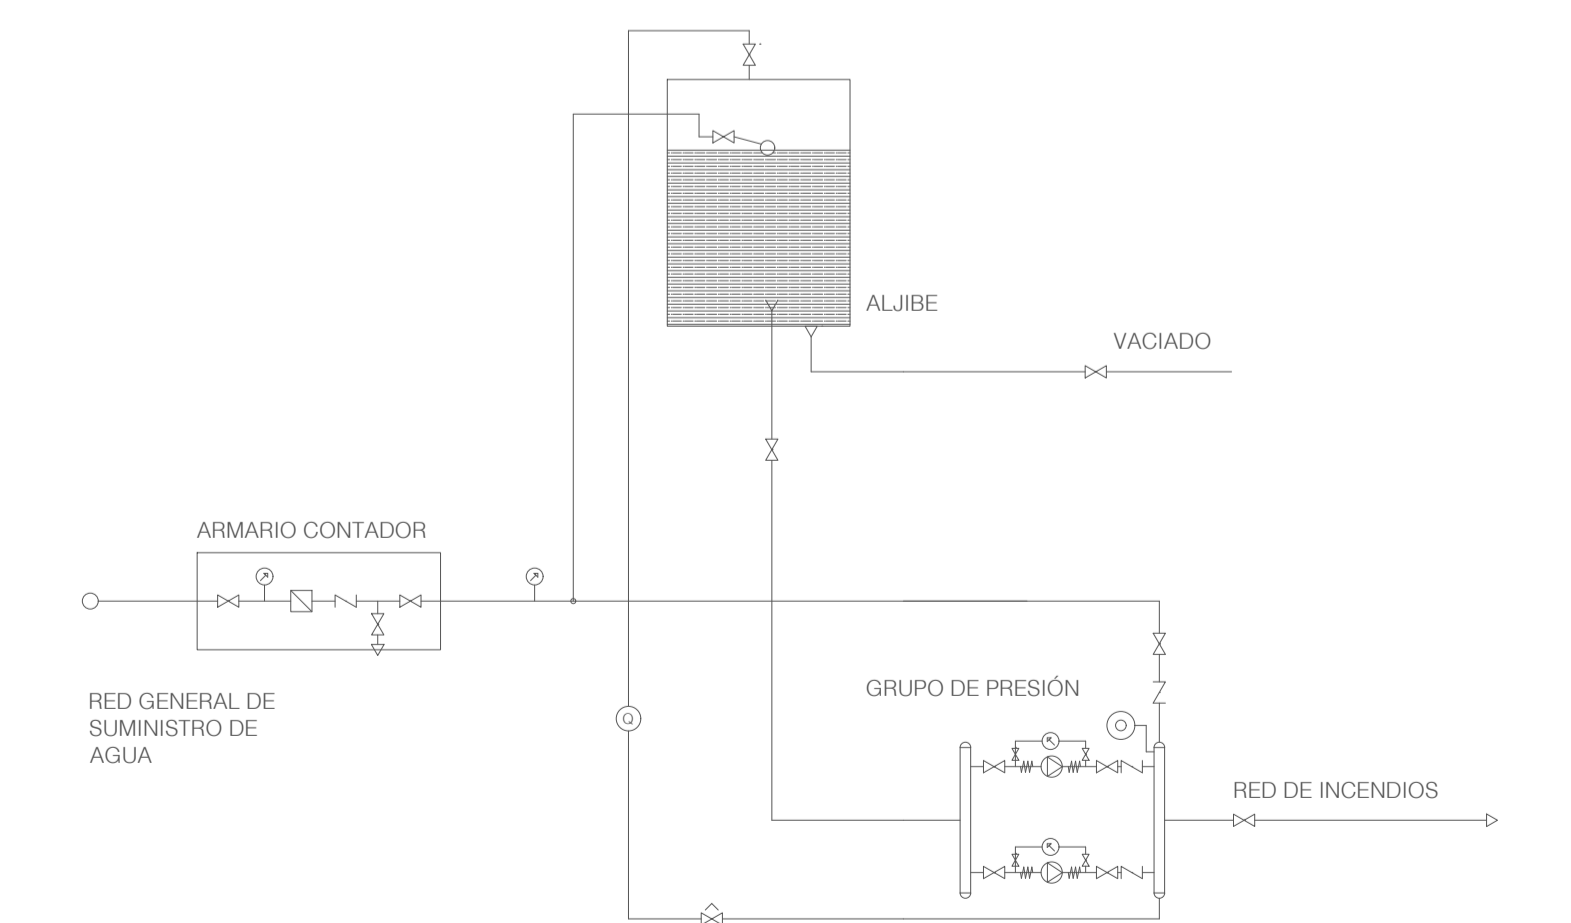 ALJIBE
VACIADO
ARMARIO CONTADOR
RED GENERAL DE
SUMINISTRO DE
AGUA
GRUPO DE PRESIÓN
Q
RED DE INCENDIOS